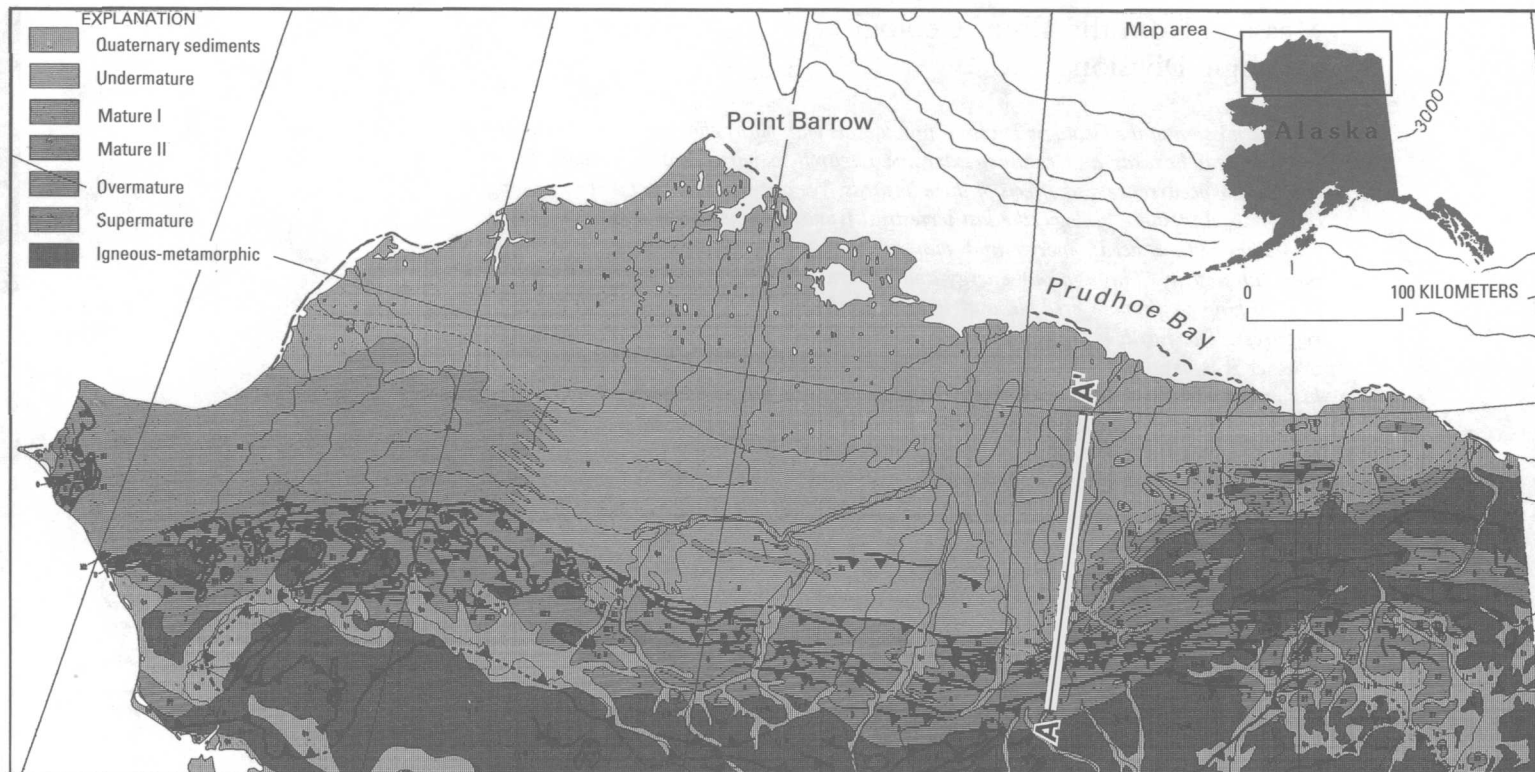 EXPLANATION
Quaternary sediments
Undermature
Mature I
Mature II
Overmature
Supermature
Igneous-metamorphic
Point Barrow
Prudhoe Bay
Map area
Alaska
3000
0 100 KILOMETERS
A'
A